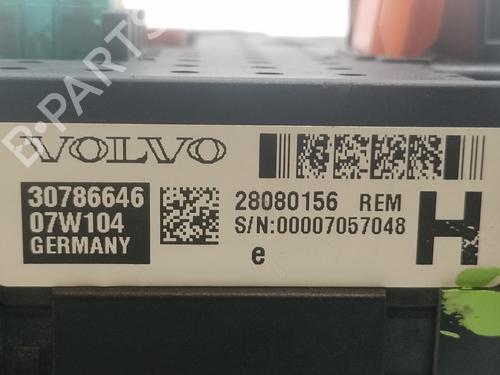 B-PARTS
VOLVO
30786646
07W104
GERMANY
28080156 REM
S/N:00007057048
e
H